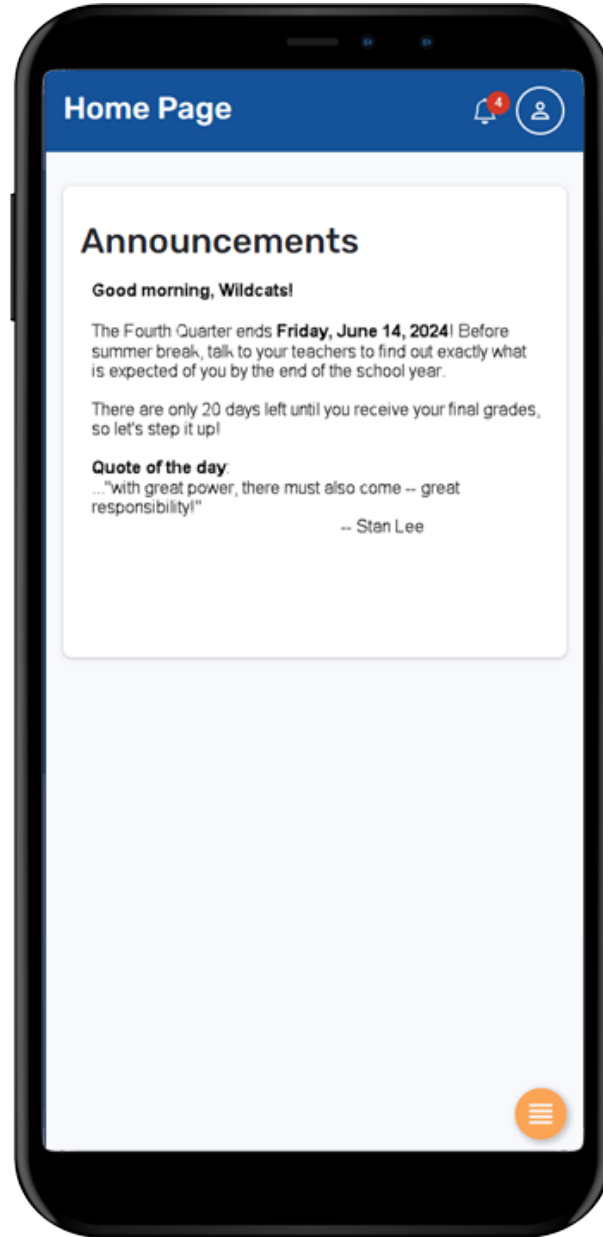 Home Page
4
Announcements
Good morning, Wildcats!
The Fourth Quarter ends Friday, June 14, 2024! Before
summer break, talk to your teachers to find out exactly what
is expected of you by the end of the school year.
There are only 20 days left until you receive your final grades,
so let's step it up!
Quote of the day:
..."with great power, there must also come -- great
responsibility!"
-- Stan Lee